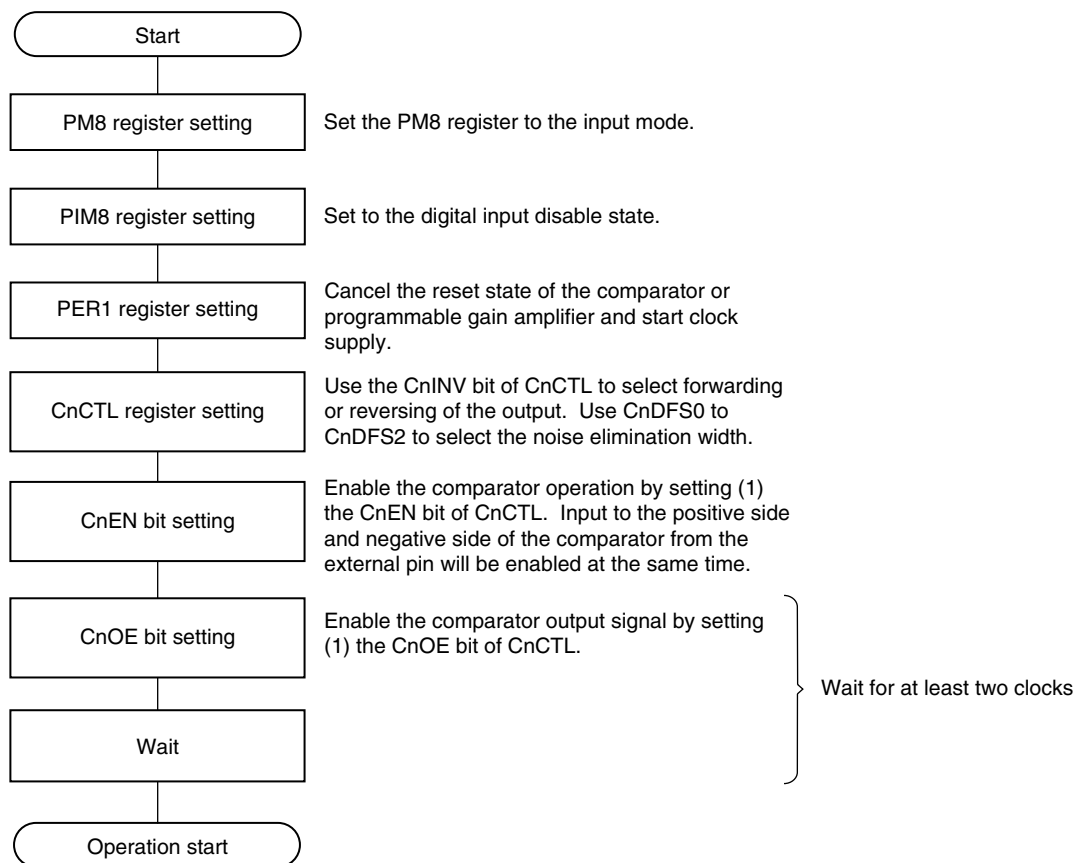 Start
PM8 register setting
Set the PM8 register to the input mode.
PIM8 register setting
Set to the digital input disable state.
PER1 register setting
Cancel the reset state of the comparator or
programmable gain amplifier and start clock
supply.
CnCTL register setting
Use the CnINV bit of CnCTL to select forwarding
or reversing of the output.  Use CnDFS0 to
CnDFS2 to select the noise elimination width.
CnEN bit setting
Enable the comparator operation by setting (1)
the CnEN bit of CnCTL.  Input to the positive side
and negative side of the comparator from the
external pin will be enabled at the same time.
CnOE bit setting
Enable the comparator output signal by setting
(1) the CnOE bit of CnCTL.
Wait for at least two clocks
Wait
Operation start